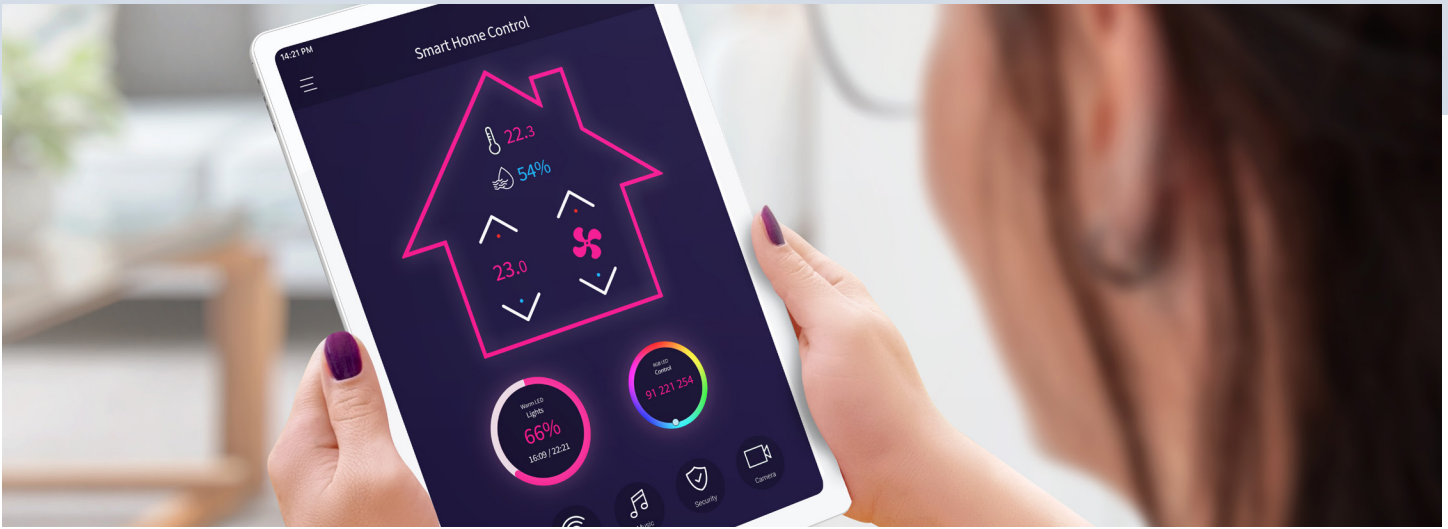 14:21 PM
Smart Home Control
22.3
54%
23.0
Warm LED
Lights
66%
16:09 / 22:21
RGB LED
Control
91 221 254
Music
Security
Camera